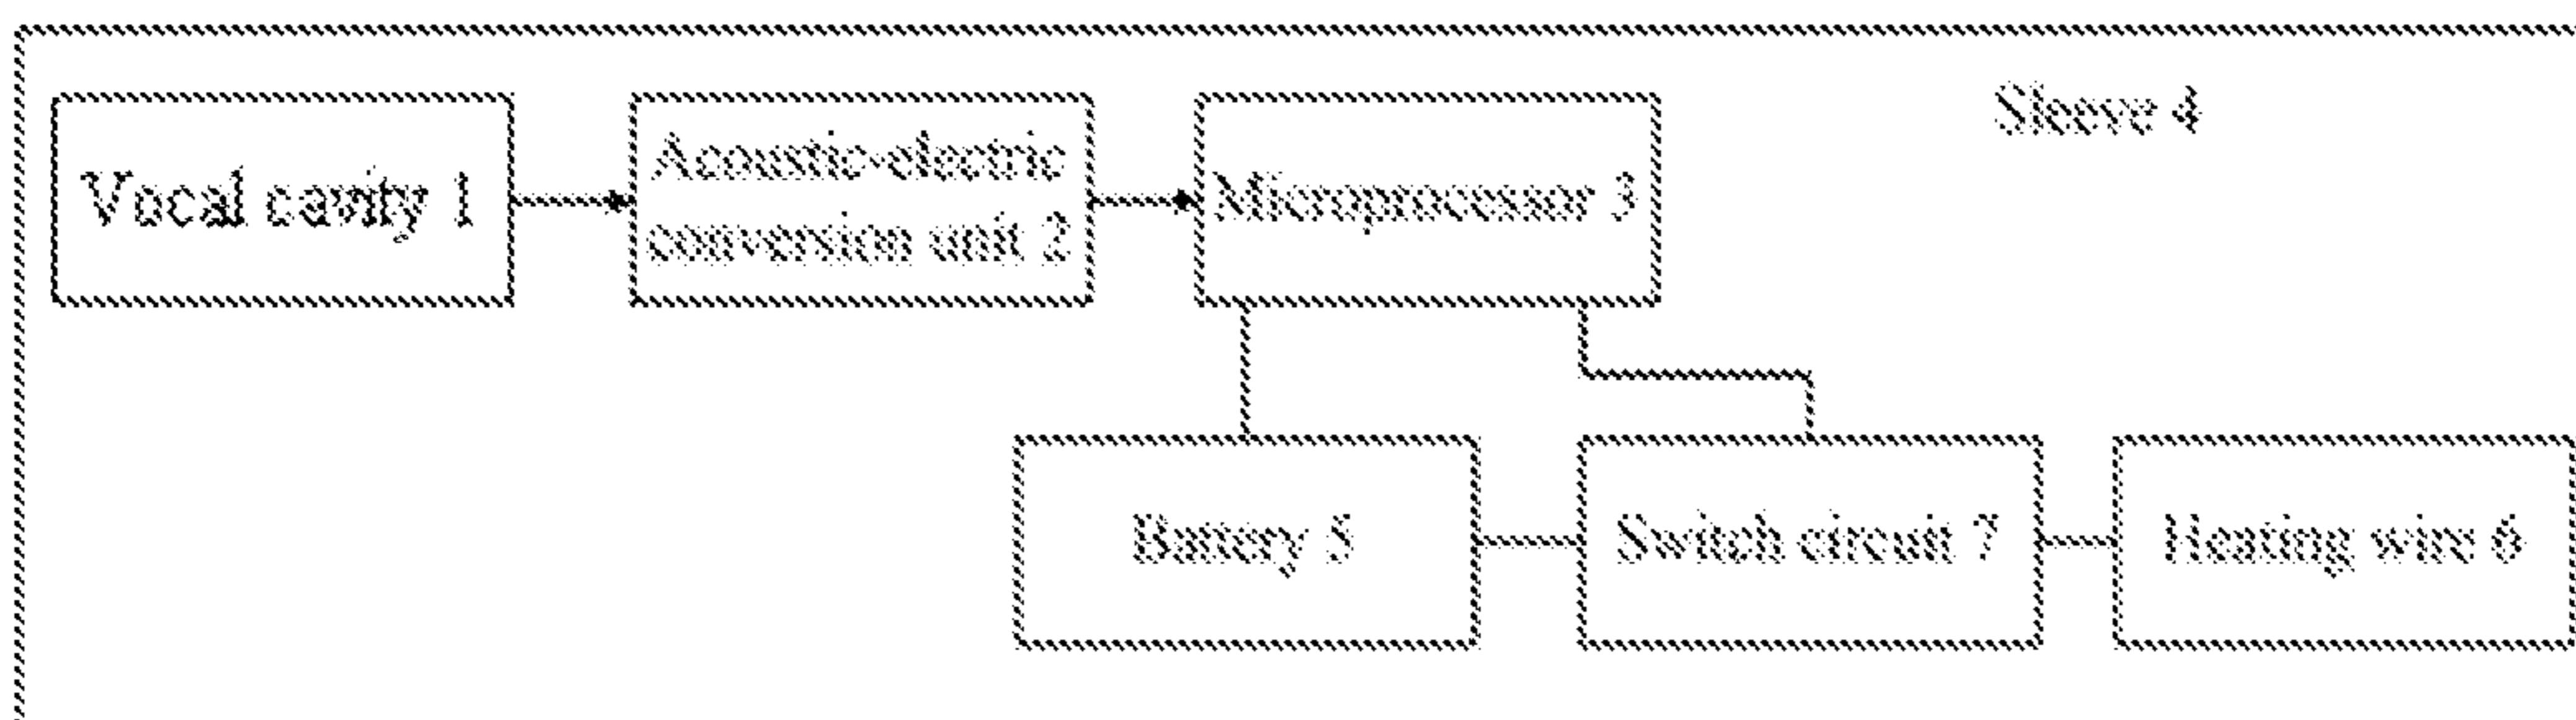 Sleeve 4
Vocal cavity 1
Acoustic-electric
conversion unit 2
Microprocessor 3
Battery 5
Switch circuit 7
Heating wire 6